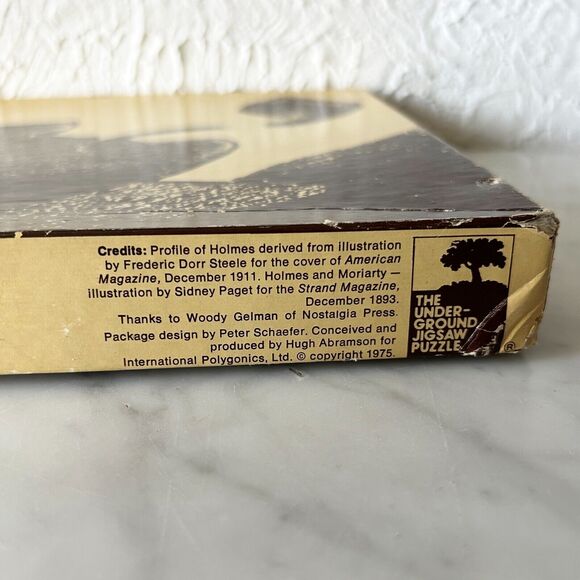 Credits: Profile of Holmes derived from illustration
by Frederic Dorr Steele for the cover of American
Magazine, December 1911. Holmes and Moriarty —
illustration by Sidney Paget for the Strand Magazine,
December 1893.
Thanks to Woody Gelman of Nostalgia Press.
Package design by Peter Schaefer. Conceived and
produced by Hugh Abramson for
International Polygonics, Ltd. © copyright 1975.
THE
UNDER-
GROUND
JIGSAW
PUZZLE
®